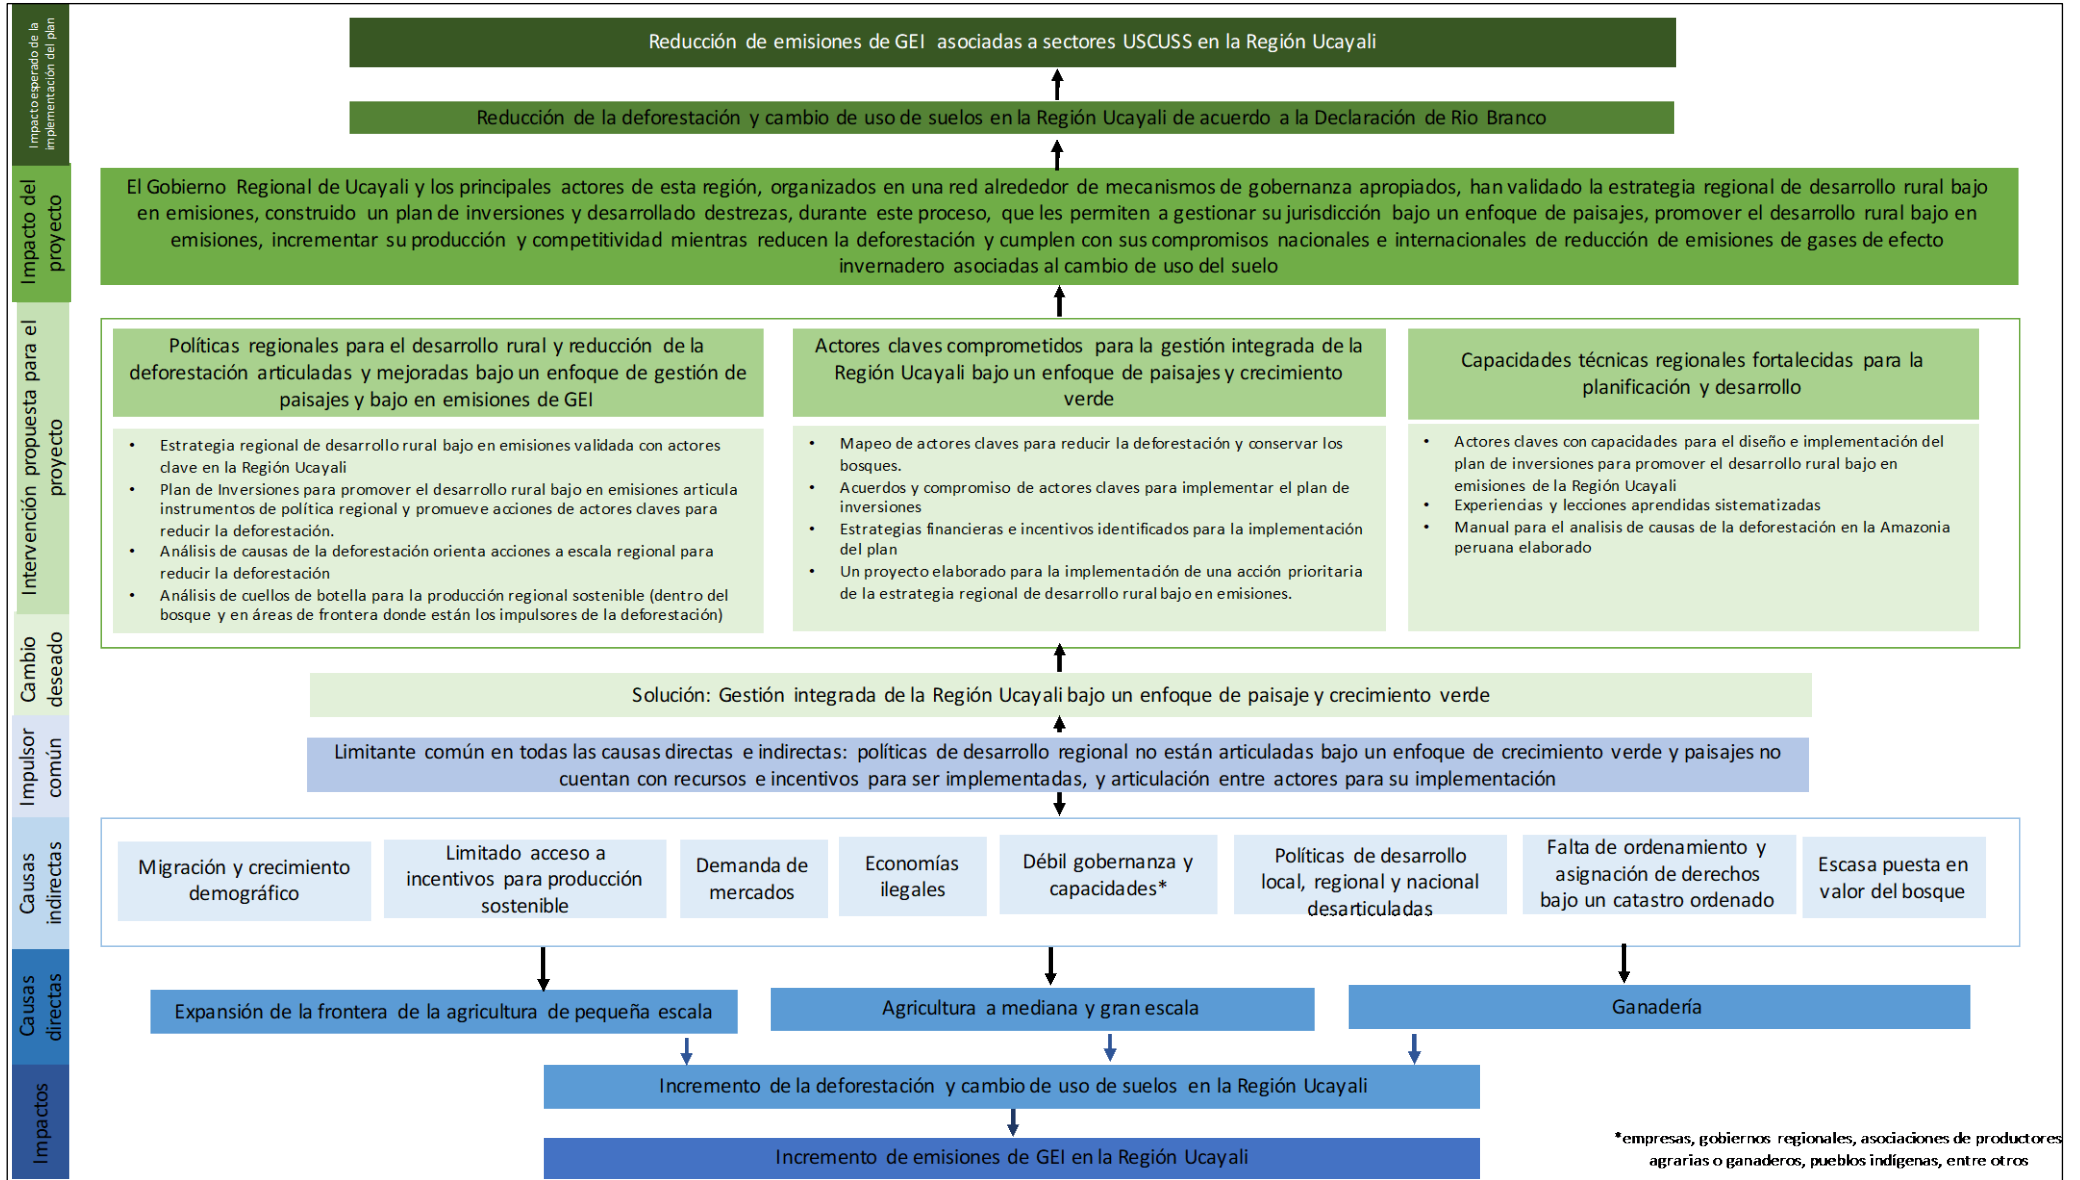 Impacto esperado de la
implementación del plan
Reducción de emisiones de GEI asociadas a sectores USCUSS en la Región Ucayali
Reducción de la deforestación y cambio de uso de suelos en la Región Ucayali de acuerdo a la Declaración de Rio Branco
Impacto del
proyecto
El Gobierno Regional de Ucayali y los principales actores de esta región, organizados en una red alrededor de mecanismos de gobernanza apropiados, han validado la estrategia regional de desarrollo rural bajo
en emisiones, construido un plan de inversiones y desarrollado destrezas, durante este proceso, que les permiten a gestionar su jurisdicción bajo un enfoque de paisajes, promover el desarrollo rural bajo en
emisiones, incrementar su producción y competitividad mientras reducen la deforestación y cumplen con sus compromisos nacionales e internacionales de reducción de emisiones de gases de efecto
invernadero asociadas al cambio de uso del suelo
Intervención propuesta para el
proyecto
Políticas regionales para el desarrollo rural y reducción de la
deforestación articuladas y mejoradas bajo un enfoque de gestión de
paisajes y bajo en emisiones de GEI
• Estrategia regional de desarrollo rural bajo en emisiones validada con actores
clave en la Región Ucayali
• Plan de Inversiones para promover el desarrollo rural bajo en emisiones articula
instrumentos de política regional y promueve acciones de actores claves para
reducir la deforestación.
• Análisis de causas de la deforestación orienta acciones a escala regional para
reducir la deforestación
• Análisis de cuellos de botella para la producción regional sostenible (dentro del
bosque y en áreas de frontera donde están los impulsores de la deforestación)
Actores claves comprometidos para la gestión integrada de la
Región Ucayali bajo un enfoque de paisajes y crecimiento
verde
• Mapeo de actores claves para reducir la deforestación y conservar los
bosques.
• Acuerdos y compromiso de actores claves para implementar el plan de
inversiones
• Estrategias financieras e incentivos identificados para la implementación
del plan
• Un proyecto elaborado para la implementación de una acción prioritaria
de la estrategia regional de desarrollo rural bajo en emisiones.
Capacidades técnicas regionales fortalecidas para la
planificación y desarrollo
• Actores claves con capacidades para el diseño e implementación del
plan de inversiones para promover el desarrollo rural bajo en
emisiones de la Región Ucayali
• Experiencias y lecciones aprendidas sistematizadas
• Manual para el analisis de causas de la deforestación en la Amazonia
peruana elaborado
Cambio
deseado
Solución: Gestión integrada de la Región Ucayali bajo un enfoque de paisaje y crecimiento verde
Impulsor
común
Limitante común en todas las causas directas e indirectas: políticas de desarrollo regional no están articuladas bajo un enfoque de crecimiento verde y paisajes no
cuentan con recursos e incentivos para ser implementadas, y articulación entre actores para su implementación
Causas
indirectas
Migración y crecimiento
demográfico
Limitado acceso a
incentivos para producción
sostenible
Demanda de
mercados
Economías
ilegales
Débil gobernanza y
capacidades*
Políticas de desarrollo
local, regional y nacional
desarticuladas
Falta de ordenamiento y
asignación de derechos
bajo un catastro ordenado
Escasa puesta en
valor del bosque
Causas
directas
Expansión de la frontera de la agricultura de pequeña escala
Agricultura a mediana y gran escala
Ganadería
Impactos
Incremento de la deforestación y cambio de uso de suelos en la Región Ucayali
Incremento de emisiones de GEI en la Región Ucayali
*empresas, gobiernos regionales, asociaciones de productores
agrarias o ganaderos, pueblos indígenas, entre otros